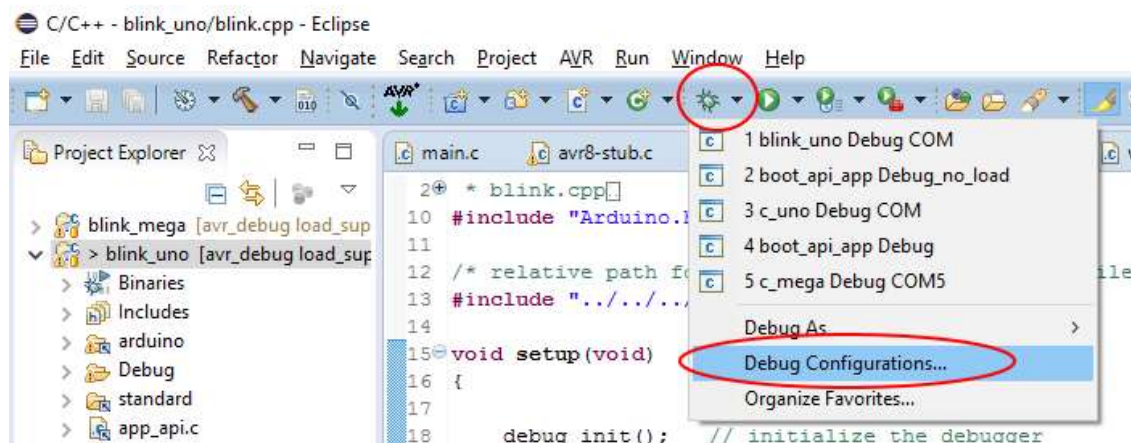 C/C++ - blink_uno/blink.cpp - Eclipse
File Edit Source Refactor Navigate Search Project AVR Run Window Help
AVR
010
Project Explorer
main.c
avr8-stub.c
blink_mega [avr_debug load_sup
> blink_uno [avr_debug load_sup
Binaries
Includes
arduino
Debug
standard
app_api.c
2 * blink.cpp
10 #include "Arduino.
11
12 /* relative path
13 #include "../../../
14
15 void setup(void)
16 {
17
18 debug_init(); // initialize the debugger
1 blink_uno Debug COM
2 boot_api_app Debug_no_load
3 c_uno Debug COM
4 boot_api_app Debug
5 c_mega Debug COM5
Debug As
Debug Configurations...
Organize Favorites...